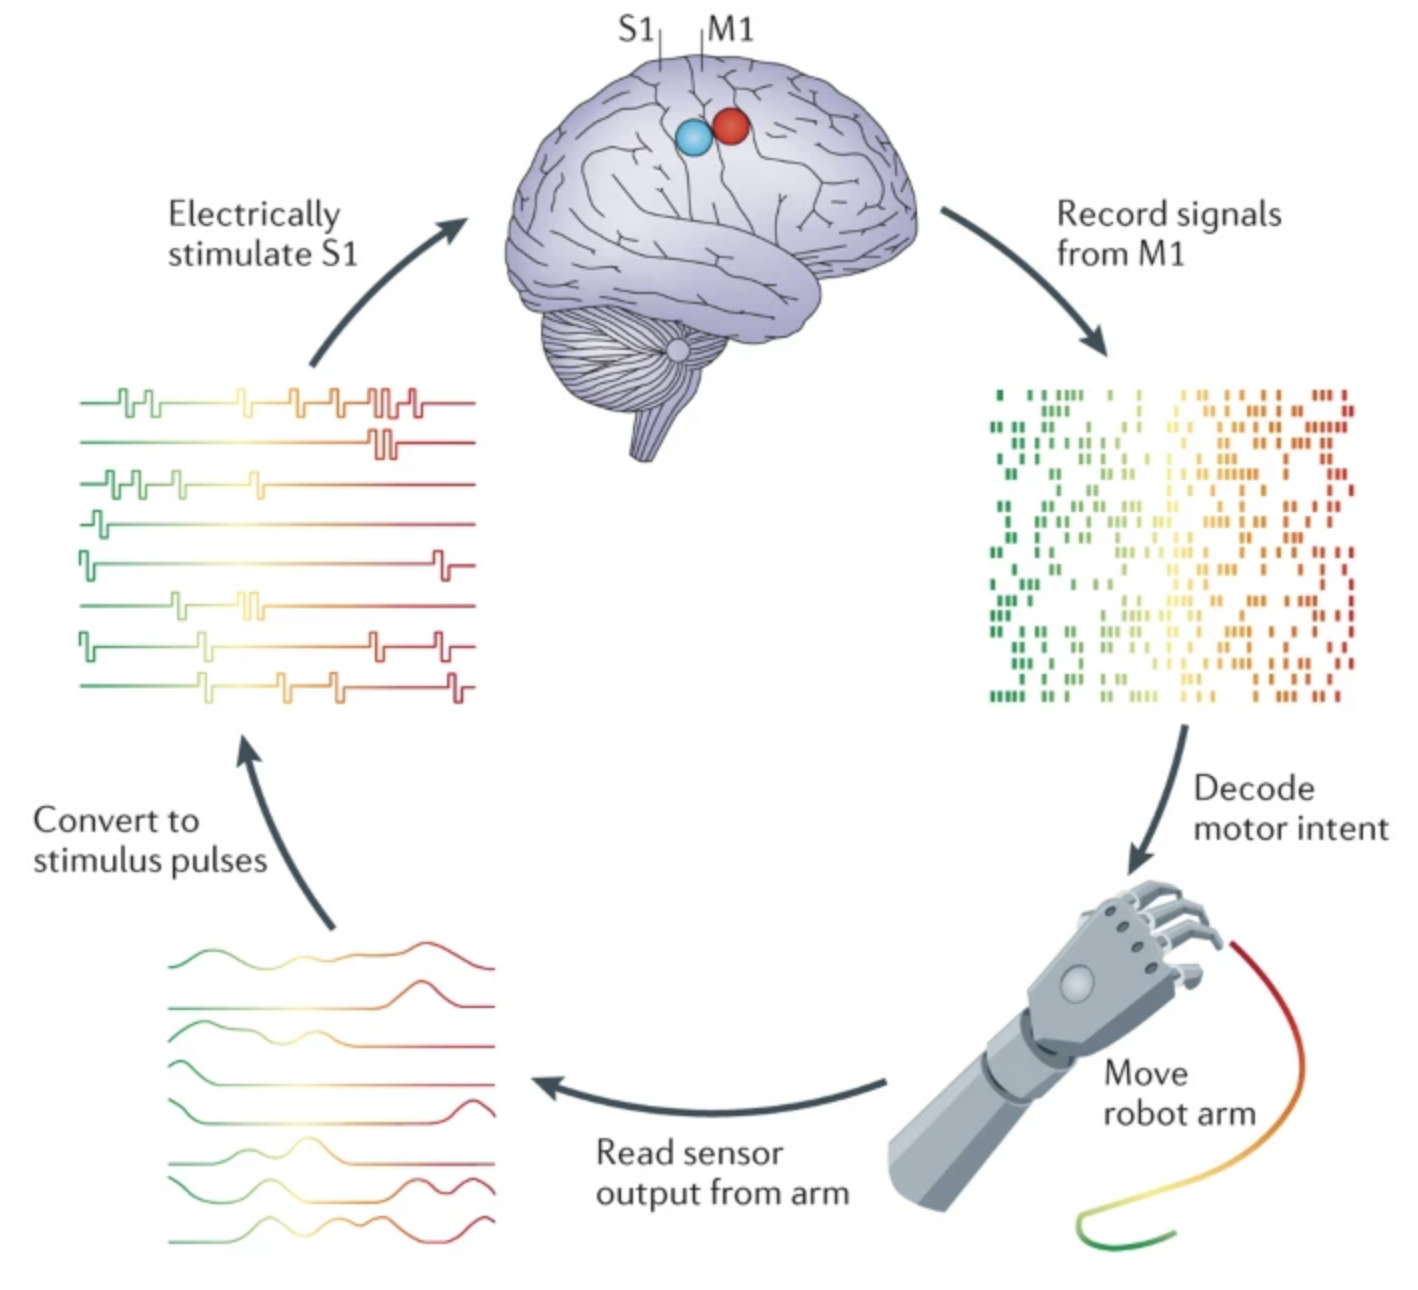 S1 M1
Electrically
stimulate S1
Record signals
from M1
Decode
motor intent
Convert to
stimulus pulses
Move
robot arm
Read sensor
output from arm